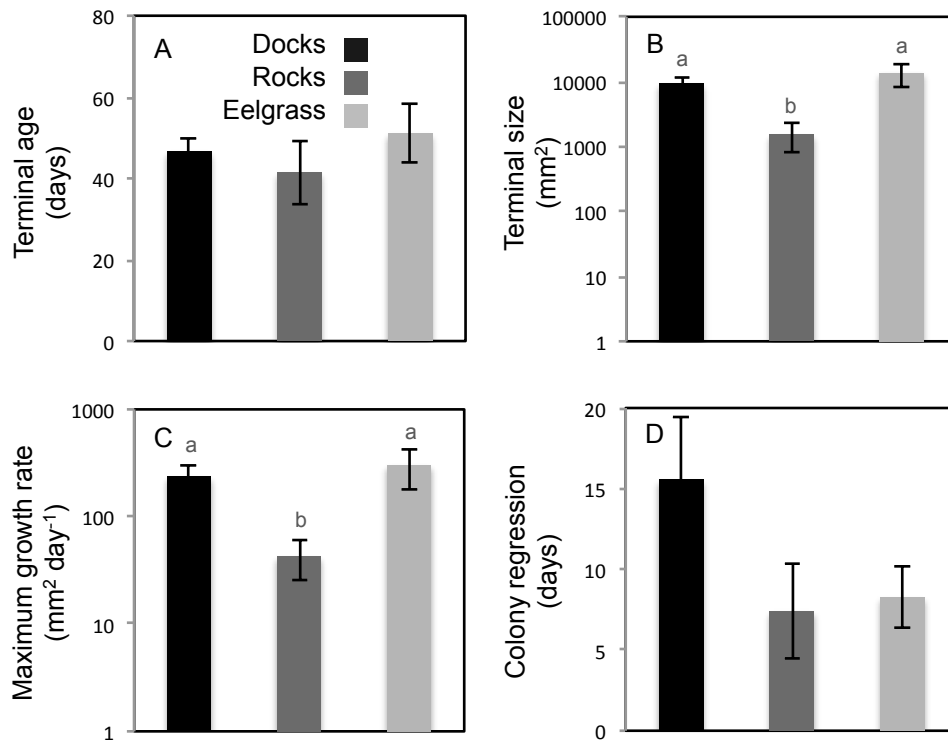 A
Docks
Rocks
Eelgrass
80
60
40
20
0
Terminal age
(days)
B
a
b
a
100000
10000
1000
100
10
1
Terminal size
(mm²)
C
a
b
a
1000
100
10
1
Maximum growth rate
(mm² day⁻¹)
D
20
15
10
5
0
Colony regression
(days)